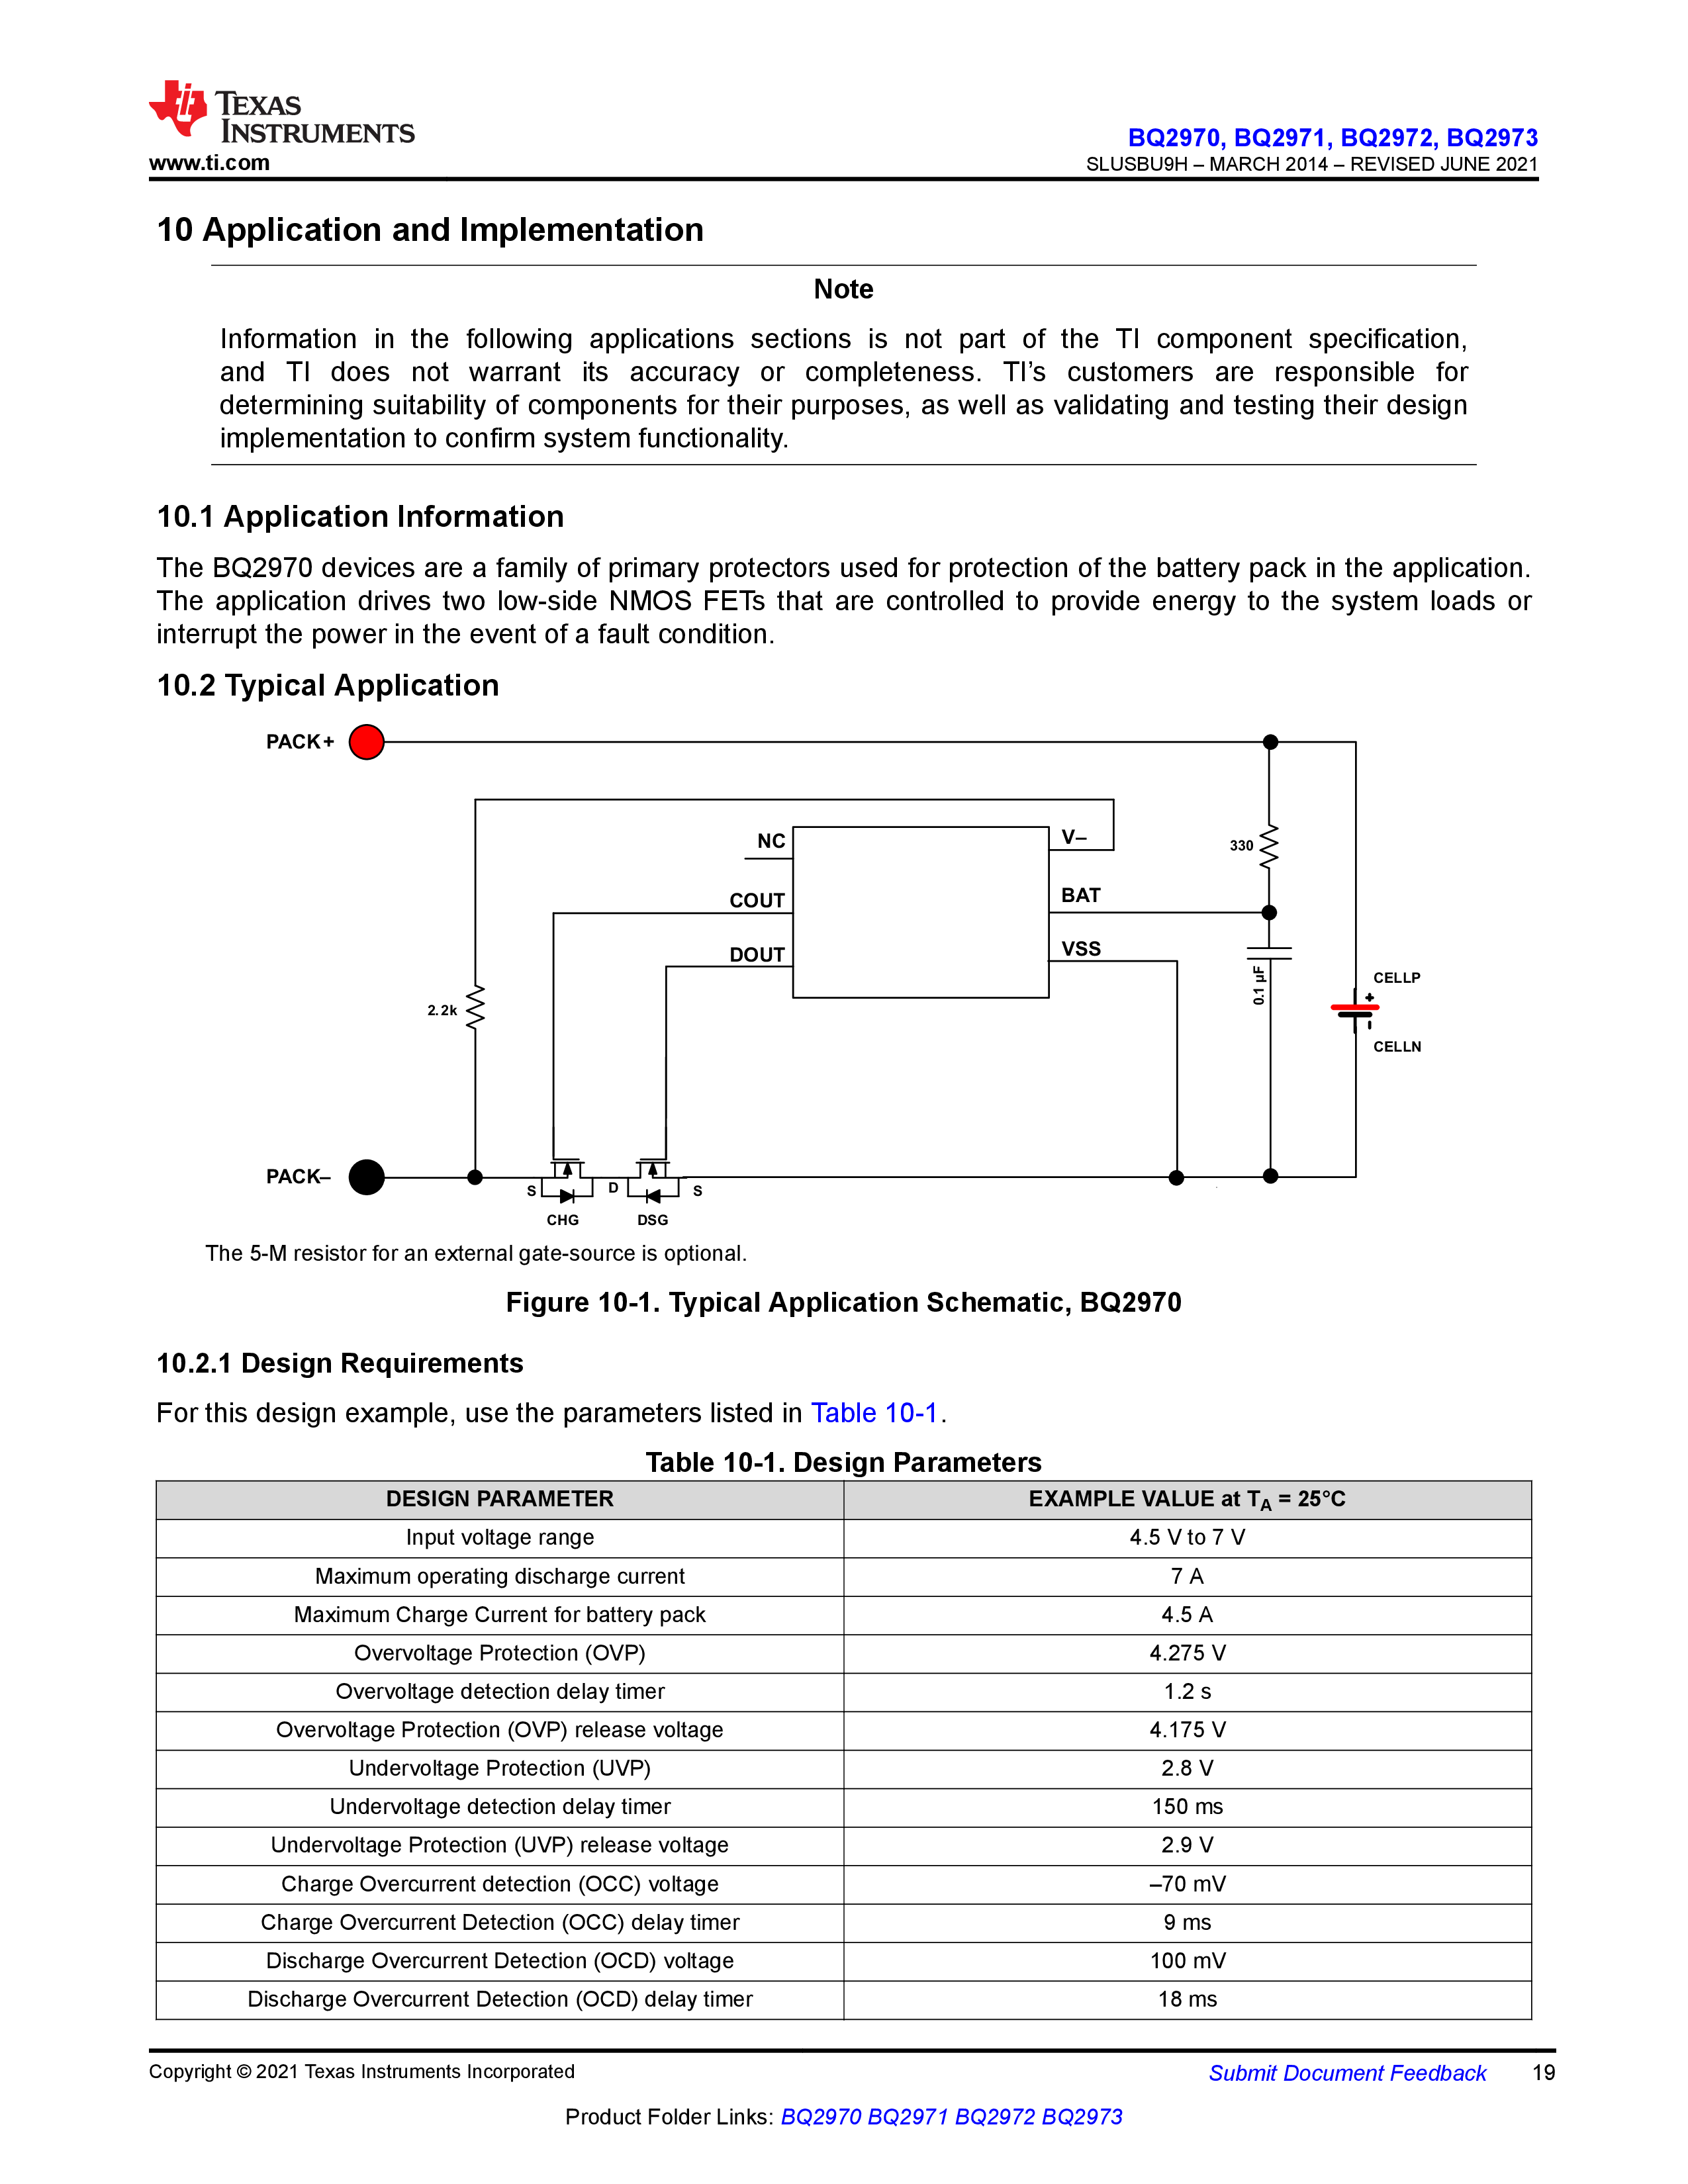 TEXAS
INSTRUMENTS
www.ti.com
BQ2970, BQ2971, BQ2972, BQ2973
SLUSBU9H – MARCH 2014 – REVISED JUNE 2021
10 Application and Implementation
Note
Information in the following applications sections is not part of the TI component specification,
and TI does not warrant its accuracy or completeness. TI’s customers are responsible for
determining suitability of components for their purposes, as well as validating and testing their design
implementation to confirm system functionality.
10.1 Application Information
The BQ2970 devices are a family of primary protectors used for protection of the battery pack in the application.
The application drives two low-side NMOS FETs that are controlled to provide energy to the system loads or
interrupt the power in the event of a fault condition.
10.2 Typical Application
PACK+
NC
V–
330
COUT
BAT
DOUT
VSS
0.1 µF
CELLP
+
2.2k
-
CELLN
PACK–
S
D
S
CHG
DSG
The 5-M resistor for an external gate-source is optional.
Figure 10-1. Typical Application Schematic, BQ2970
10.2.1 Design Requirements
For this design example, use the parameters listed in Table 10-1.
Table 10-1. Design Parameters
DESIGN PARAMETER EXAMPLE VALUE at TA = 25°C
Input voltage range 4.5 V to 7 V
Maximum operating discharge current 7 A
Maximum Charge Current for battery pack 4.5 A
Overvoltage Protection (OVP) 4.275 V
Overvoltage detection delay timer 1.2 s
Overvoltage Protection (OVP) release voltage 4.175 V
Undervoltage Protection (UVP) 2.8 V
Undervoltage detection delay timer 150 ms
Undervoltage Protection (UVP) release voltage 2.9 V
Charge Overcurrent detection (OCC) voltage –70 mV
Charge Overcurrent Detection (OCC) delay timer 9 ms
Discharge Overcurrent Detection (OCD) voltage 100 mV
Discharge Overcurrent Detection (OCD) delay timer 18 ms
Copyright © 2021 Texas Instruments Incorporated
Submit Document Feedback 19
Product Folder Links: BQ2970 BQ2971 BQ2972 BQ2973